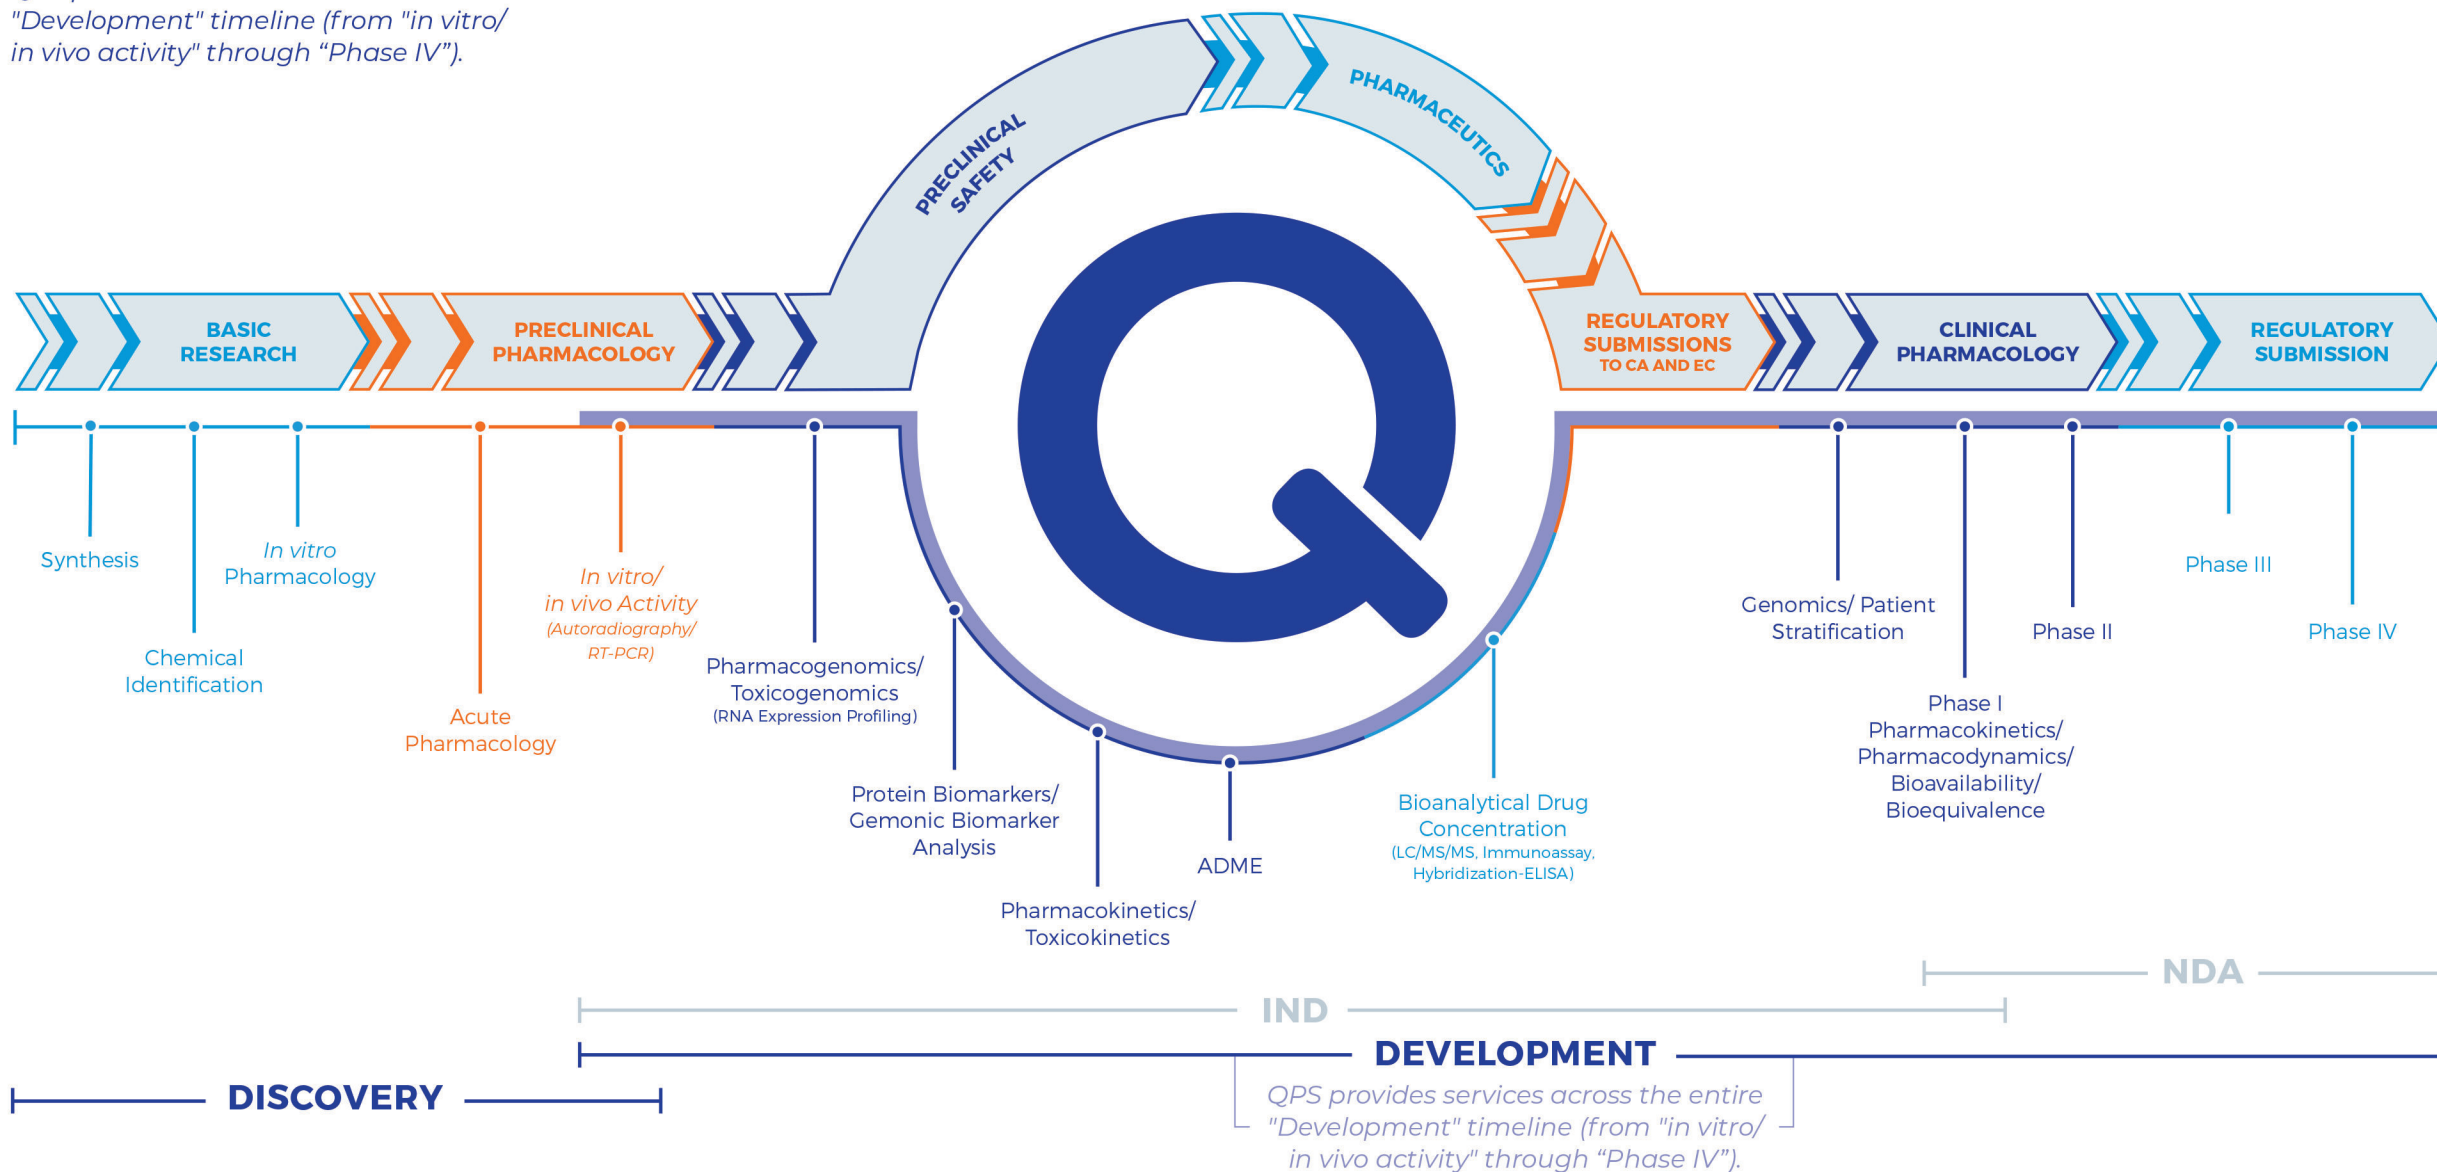 "Development" timeline (from "in vitro/
in vivo activity" through “Phase IV”).
BASIC
RESEARCH
PRECLINICAL
PHARMACOLOGY
PRECLINICAL
SAFETY
PHARMACEUTICS
REGULATORY
SUBMISSIONS
TO CA AND EC
CLINICAL
PHARMACOLOGY
REGULATORY
SUBMISSION
Q
Synthesis
Chemical
Identification
In vitro
Pharmacology
Acute
Pharmacology
In vitro/
in vivo Activity
(Autoradiography/
RT-PCR)
Pharmacogenomics/
Toxicogenomics
(RNA Expression Profiling)
Protein Biomarkers/
Gemonic Biomarker
Analysis
Pharmacokinetics/
Toxicokinetics
ADME
Bioanalytical Drug
Concentration
(LC/MS/MS, Immunoassay,
Hybridization-ELISA)
Genomics/ Patient
Stratification
Phase I
Pharmacokinetics/
Pharmacodynamics/
Bioavailability/
Bioequivalence
Phase II
Phase III
Phase IV
NDA
IND
DEVELOPMENT
DISCOVERY
QPS provides services across the entire
"Development" timeline (from "in vitro/
in vivo activity" through “Phase IV”).